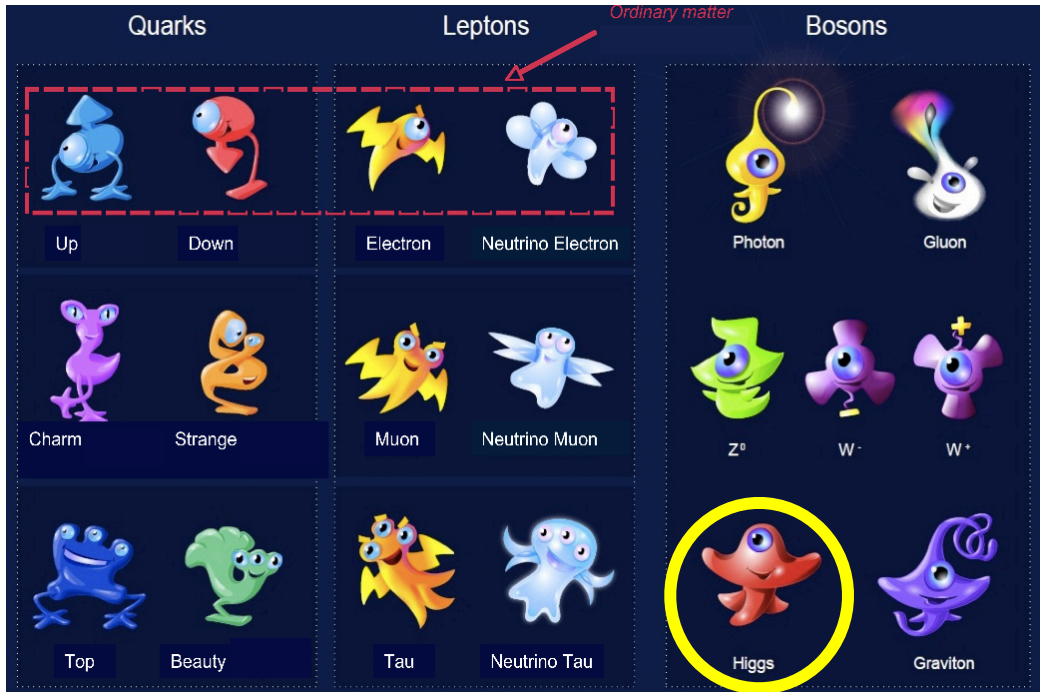 Quarks
Leptons
Ordinary matter
Bosons
Up
Down
Electron
Neutrino Electron
Photon
Gluon
Charm
Strange
Muon
Neutrino Muon
Z⁰
W⁻
W⁺
Top
Beauty
Tau
Neutrino Tau
Higgs
Graviton